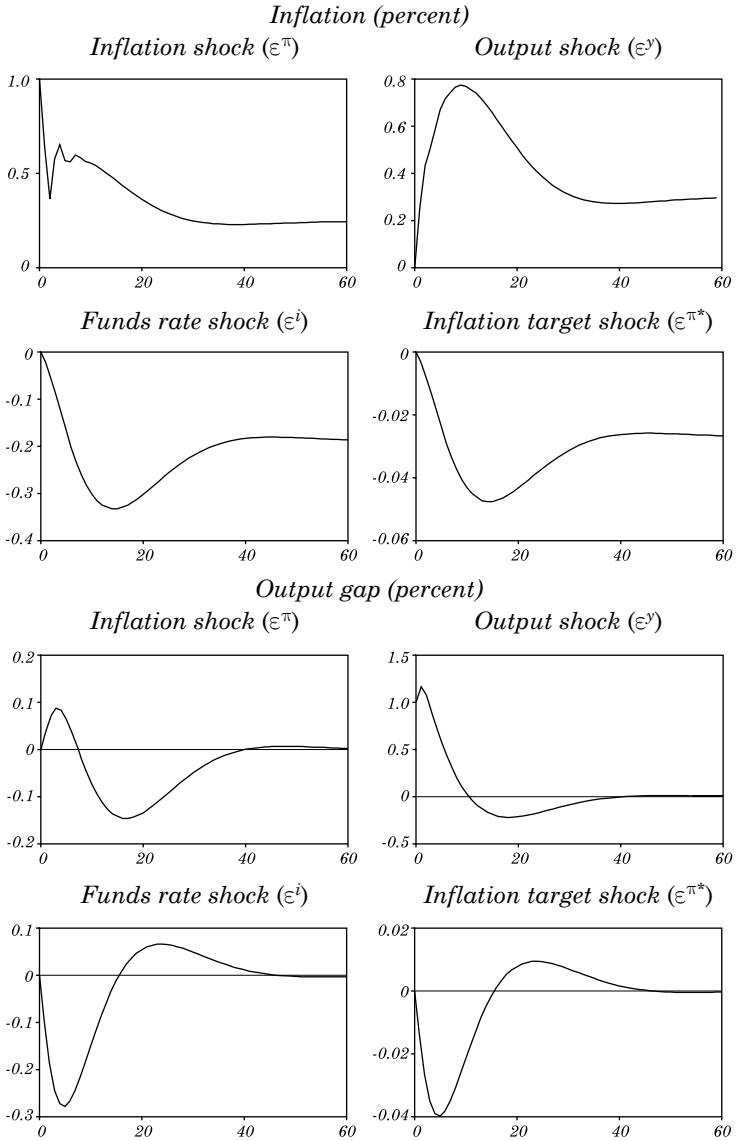 Inflation (percent)
Inflation shock (ε^π) Output shock (ε^y)
1.0 0.8
0.6
0.5 0.4
0.2
0 0
0 20 40 60 0 20 40 60
Funds rate shock (ε^i) Inflation target shock (ε^π*)
0 0
-0.1 -0.02
-0.2
-0.3 -0.04
-0.4 -0.06
0 20 40 60 0 20 40 60
Output gap (percent)
Inflation shock (ε^π) Output shock (ε^y)
0.2 1.5
0.1 1.0
0 0.5
-0.1 0
-0.2 -0.5
0 20 40 60 0 20 40 60
Funds rate shock (ε^i) Inflation target shock (ε^π*)
0.1 0.02
0 0
-0.1
-0.2 -0.02
-0.3 -0.04
0 20 40 60 0 20 40 60